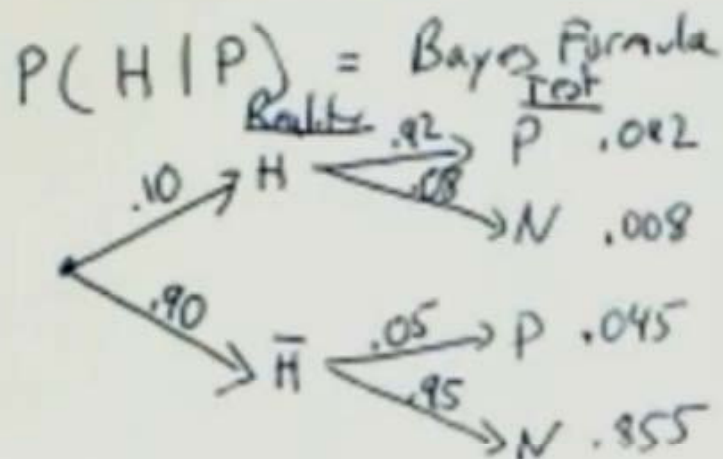 P(H|P) = Bayes Formula
Reality Test
.10 H .92 P .092
.08 N .008
.90 H̅ .05 P .045
.95 N .855